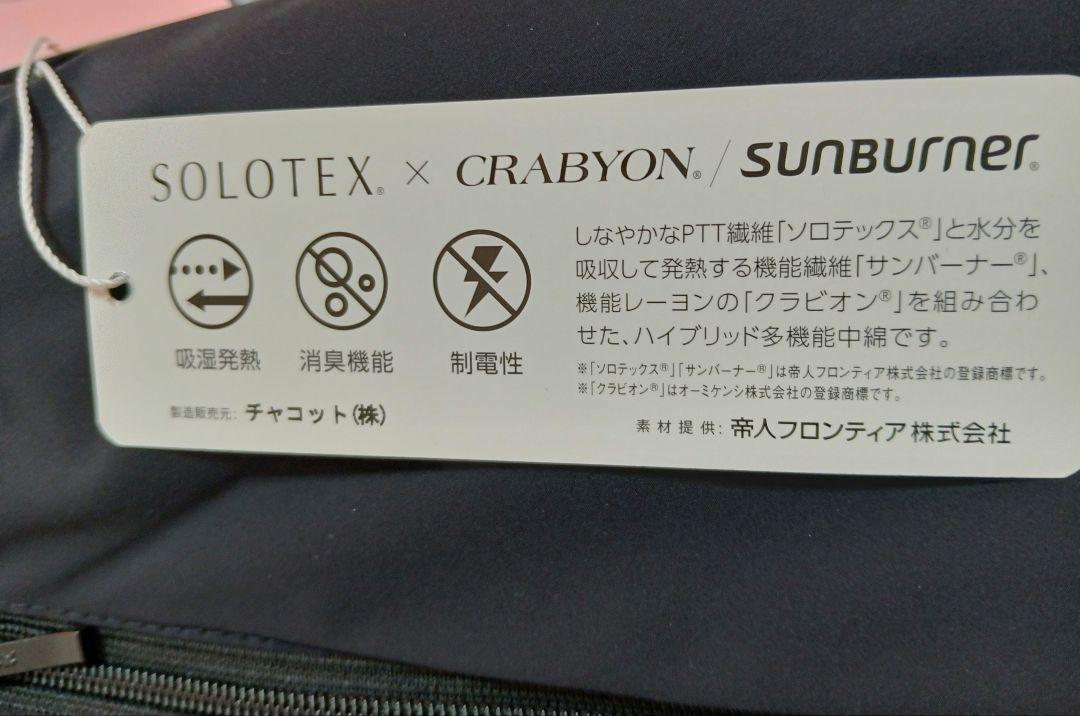 SOLOTEX® × CRABYON® / SUNBURNER®
吸湿発熱
消臭機能
制電性
しなやかなPTT繊維「ソロテックス®」と水分を
吸収して発熱する機能繊維「サンバーナー®」、
機能レーヨンの「クラビオン®」を組み合わ
せた、ハイブリッド多機能中綿です。
※「ソロテックス®」「サンバーナー®」は帝人フロンティア株式会社の登録商標です。
※「クラビオン®」はオーミケンシ株式会社の登録商標です。
製造販売元: チャコット(株)
素材提供: 帝人フロンティア株式会社